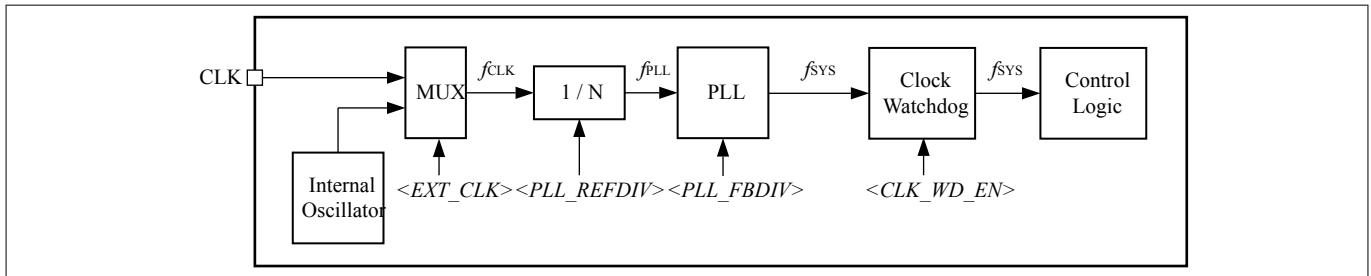 CLK
MUX
fCLK
1 / N
fPLL
PLL
fSYS
Clock
Watchdog
fSYS
Control
Logic
Internal
Oscillator
<EXT_CLK>
<PLL_REFDIV>
<PLL_FBDIV>
<CLK_WD_EN>